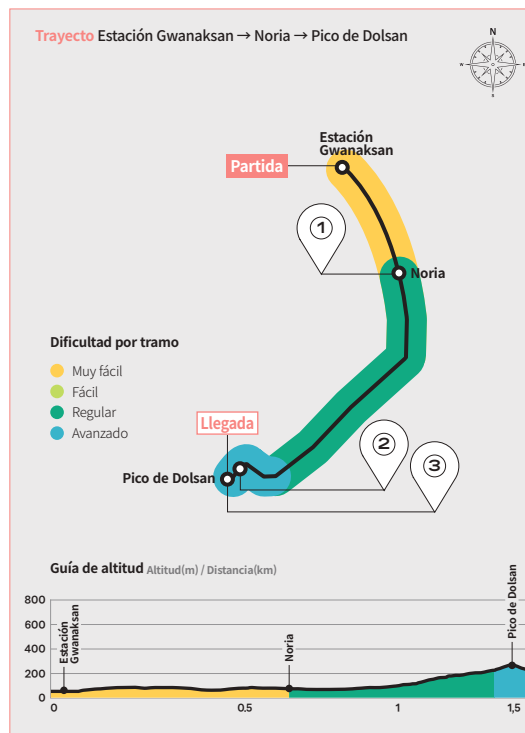 Trayecto Estación Gwanaksan → Noria → Pico de Dolsan
N
W
E
S
Estación
Gwanaksan
Partida
1
Noria
Dificultad por tramo
Muy fácil
Fácil
Regular
Avanzado
Llegada
2
3
Pico de Dolsan
Guía de altitud Altitud(m) / Distancia(km)
800
600
400
200
0
Estación
Gwanaksan
Noria
Pico de Dolsan
0
0.5
1
1,5